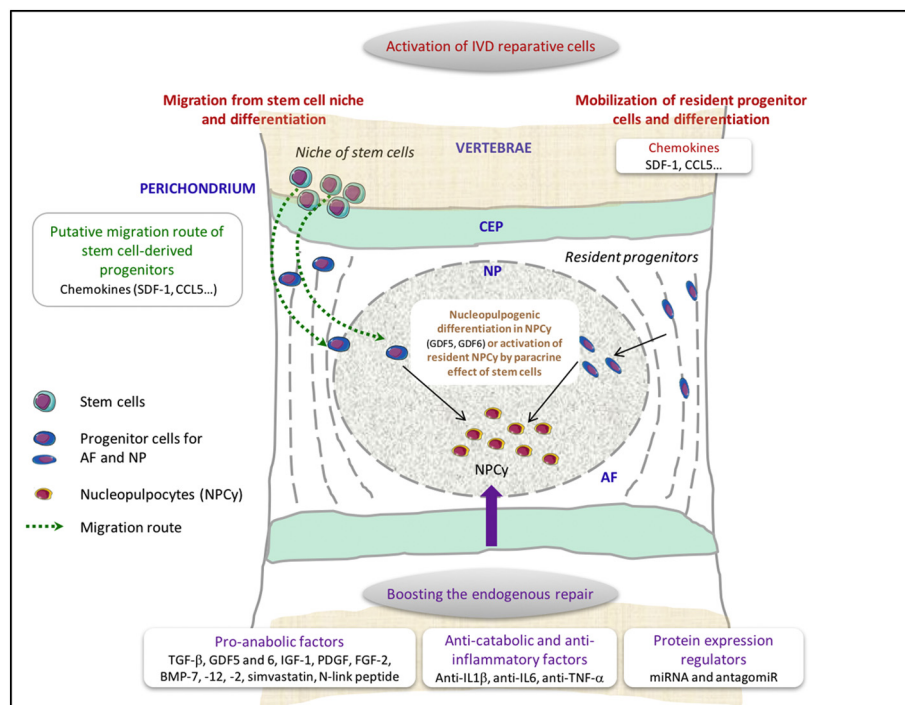 Activation of IVD reparative cells
Migration from stem cell niche
and differentiation
Mobilization of resident progenitor
cells and differentiation
Chemokines
SDF-1, CCL5...
Niche of stem cells
VERTEBRAE
PERICHONDRIUM
CEP
Putative migration route of
stem cell-derived
progenitors
Chemokines (SDF-1, CCL5...)
NP
Resident progenitors
Nucleopulpogenic
differentiation in NPCy
(GDF5, GDF6) or activation of
resident NPCy by paracrine
effect of stem cells
Stem cells
Progenitor cells for
AF and NP
Nucleopulpocytes (NPCy)
Migration route
NPCy
AF
Boosting the endogenous repair
Pro-anabolic factors
TGF-β, GDF5 and 6, IGF-1, PDGF, FGF-2,
BMP-7, -12, -2, simvastatin, N-link peptide
Anti-catabolic and anti-
inflammatory factors
Anti-IL1β, anti-IL6, anti-TNF-α
Protein expression
regulators
miRNA and antagomiR